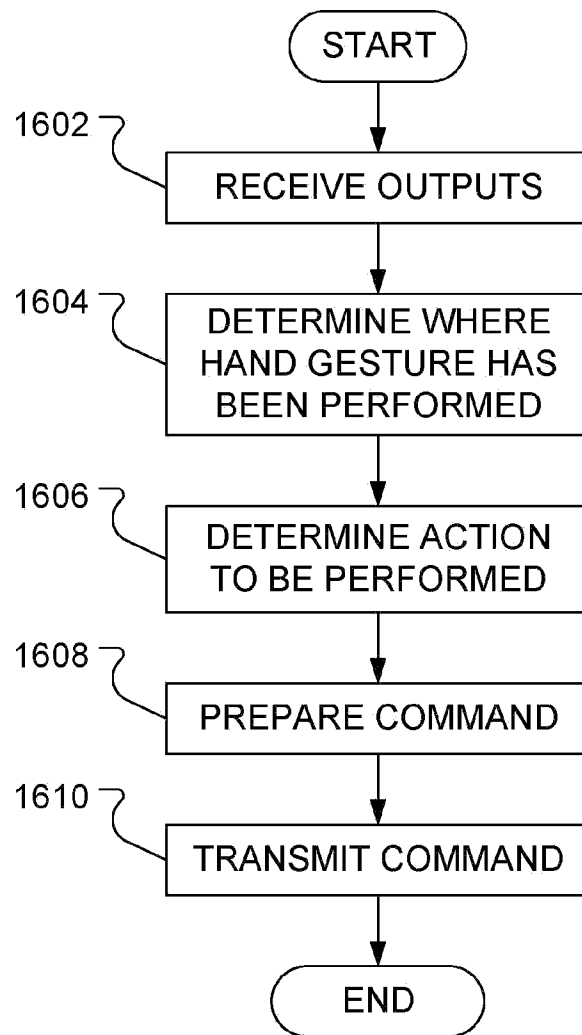 START
1602
RECEIVE OUTPUTS
1604
DETERMINE WHERE
HAND GESTURE HAS
BEEN PERFORMED
1606
DETERMINE ACTION
TO BE PERFORMED
1608
PREPARE COMMAND
1610
TRANSMIT COMMAND
END